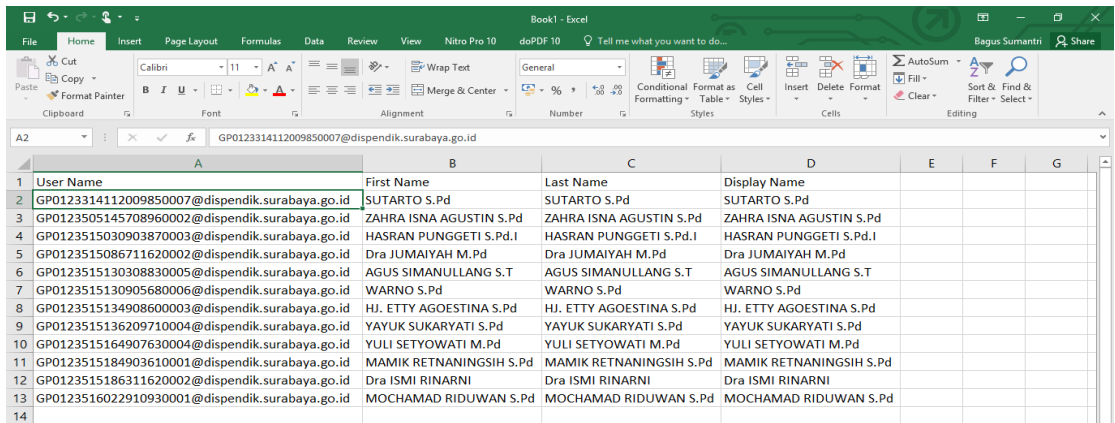 Book1 - Excel
File Home Insert Page Layout Formulas Data Review View Nitro Pro 10 doPDF 10 Tell me what you want to do... Bagus Sumantri Share
Paste Cut Copy Format Painter Clipboard
Calibri 11 A A B I U A Font
Wrap Text Merge & Center Alignment
General % , Number
Conditional Formatting Format as Table Cell Styles Styles
Insert Delete Format Cells
AutoSum Fill Clear Sort & Filter Find & Select Editing
A2 fx GP0123314112009850007@dispendik.surabaya.go.id
A B C D E F G
1 User Name First Name Last Name Display Name
2 GP0123314112009850007@dispendik.surabaya.go.id SUTARTO S.Pd SUTARTO S.Pd SUTARTO S.Pd
3 GP0123505145708960002@dispendik.surabaya.go.id ZAHRA ISNA AGUSTIN S.Pd ZAHRA ISNA AGUSTIN S.Pd ZAHRA ISNA AGUSTIN S.Pd
4 GP0123515030903870003@dispendik.surabaya.go.id HASRAN PUNGGETI S.Pd.I HASRAN PUNGGETI S.Pd.I HASRAN PUNGGETI S.Pd.I
5 GP0123515086711620002@dispendik.surabaya.go.id Dra JUMAIYAH M.Pd Dra JUMAIYAH M.Pd Dra JUMAIYAH M.Pd
6 GP0123515130308830005@dispendik.surabaya.go.id AGUS SIMANULLANG S.T AGUS SIMANULLANG S.T AGUS SIMANULLANG S.T
7 GP0123515130905680006@dispendik.surabaya.go.id WARNO S.Pd WARNO S.Pd WARNO S.Pd
8 GP0123515134908600003@dispendik.surabaya.go.id HJ. ETTY AGOESTINA S.Pd HJ. ETTY AGOESTINA S.Pd HJ. ETTY AGOESTINA S.Pd
9 GP0123515136209710004@dispendik.surabaya.go.id YAYUK SUKARYATI S.Pd YAYUK SUKARYATI S.Pd YAYUK SUKARYATI S.Pd
10 GP0123515164907630004@dispendik.surabaya.go.id YULI SETYOWATI M.Pd YULI SETYOWATI M.Pd YULI SETYOWATI M.Pd
11 GP0123515184903610001@dispendik.surabaya.go.id MAMIK RETNANINGSIH S.Pd MAMIK RETNANINGSIH S.Pd MAMIK RETNANINGSIH S.Pd
12 GP0123515186311620002@dispendik.surabaya.go.id Dra ISMI RINARNI Dra ISMI RINARNI Dra ISMI RINARNI
13 GP0123516022910930001@dispendik.surabaya.go.id MOCHAMAD RIDUWAN S.Pd MOCHAMAD RIDUWAN S.Pd MOCHAMAD RIDUWAN S.Pd
14